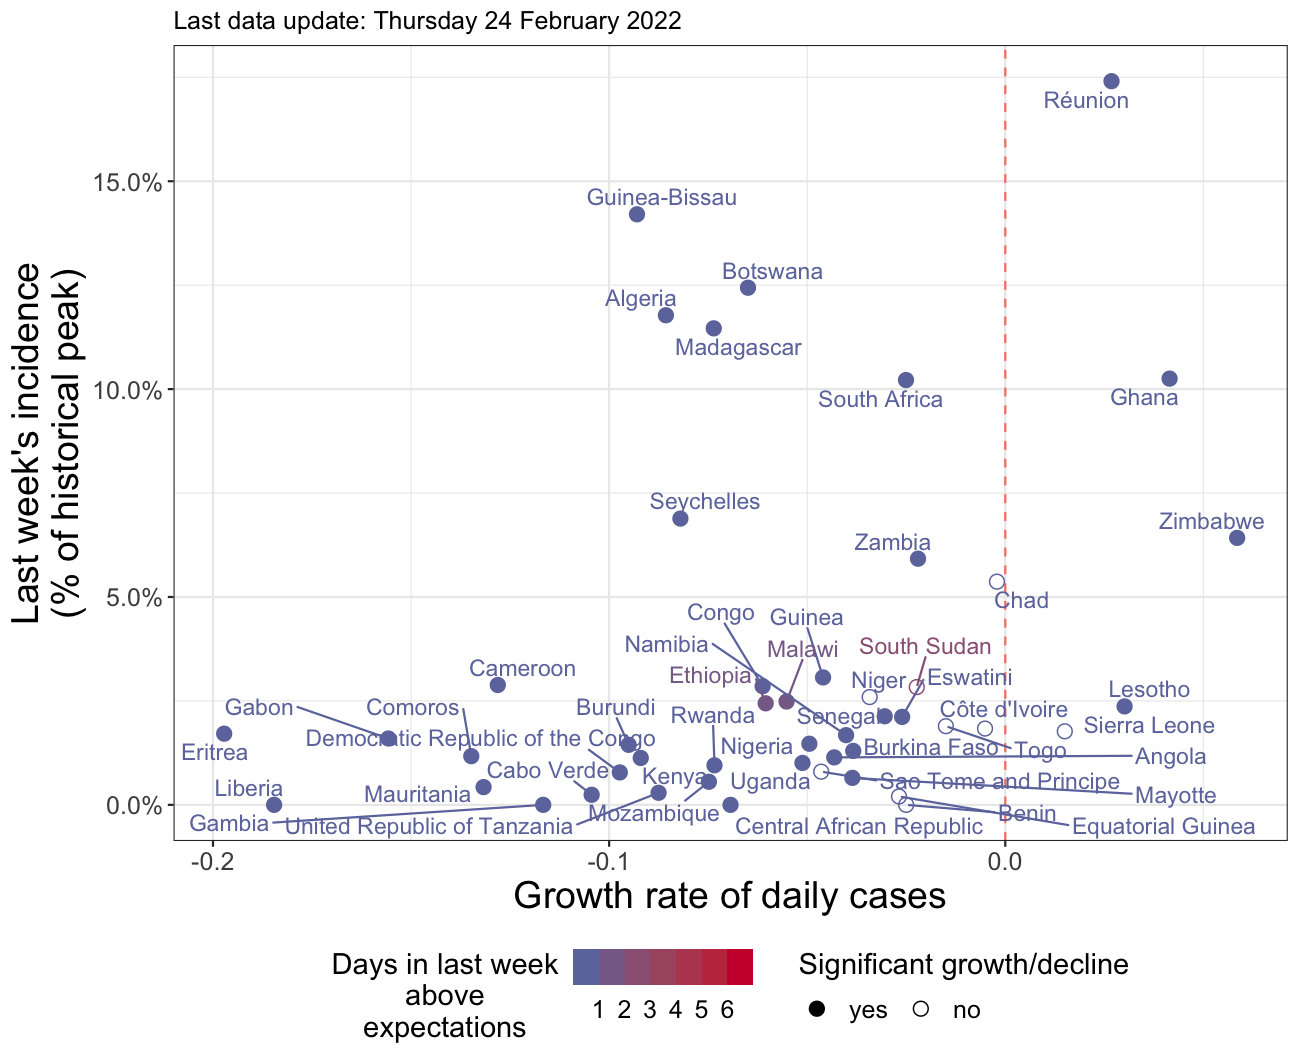 Last data update: Thursday 24 February 2022
Last week's incidence
(% of historical peak)
15.0%
10.0%
5.0%
0.0%
Réunion
Guinea-Bissau
Botswana
Algeria
Madagascar
South Africa
Ghana
Seychelles
Zimbabwe
Zambia
Chad
Congo
Guinea
Namibia
Malawi
South Sudan
Cameroon
Ethiopia
Niger
Eswatini
Lesotho
Gabon
Comoros
Burundi
Rwanda
Senegal
Côte d'Ivoire
Sierra Leone
Eritrea
Democratic Republic of the Congo
Nigeria
Burkina Faso
Togo
Angola
Liberia
Mauritania
Cabo Verde
Kenya
Uganda
Sao Tome and Principe
Mayotte
Gambia
United Republic of Tanzania
Mozambique
Central African Republic
Benin
Equatorial Guinea
-0.2
-0.1
0.0
Growth rate of daily cases
Days in last week
above
expectations
1 2 3 4 5 6
Significant growth/decline
yes
no